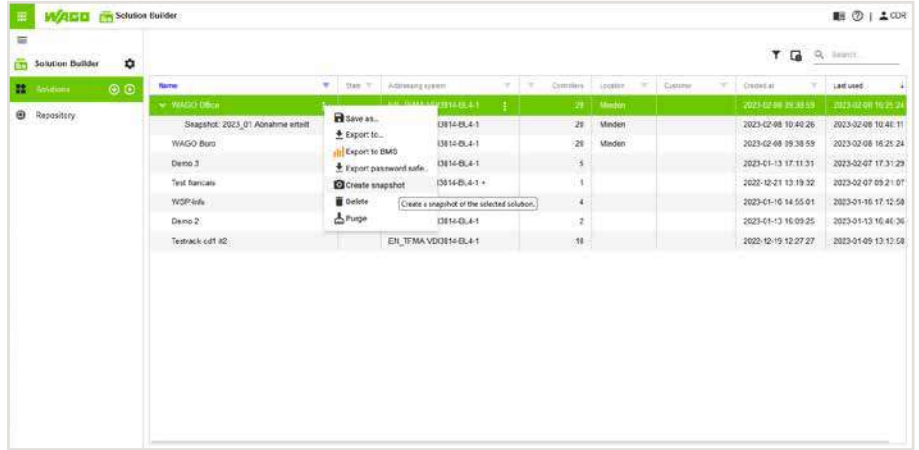 WAGO Solution Builder CDR
Solution Builder
Search
Solutions
Repository
Name State Addressing system Controllers Location Customer Created at Last used
WAGO Office 29 Minden 2023-02-08 09:38:59 2023-02-08 16:25:24
Snapshot: 2023_01 Abnahme erteilt 29 Minden 2023-02-08 10:40:26 2023-02-08 10:40:11
WAGO Büro 29 Minden 2023-02-08 09:38:59 2023-02-08 16:25:24
Demo 3 5 2023-01-13 17:11:31 2023-02-07 17:31:29
Test francais 1 2022-12-21 13:19:32 2023-02-07 09:21:07
4 2023-01-16 14:55:01 2023-01-16 17:12:58
Demo 2 2 2023-01-13 16:09:25 2023-01-13 16:46:36
EN_TFMA VDI3814-BL4-1 18 2022-12-19 12:27:27 2023-01-09 13:13:58
Save as...
Export to...
Export to BMS
Export password safe...
Create snapshot
Create a snapshot of the selected solution.
Delete
Purge